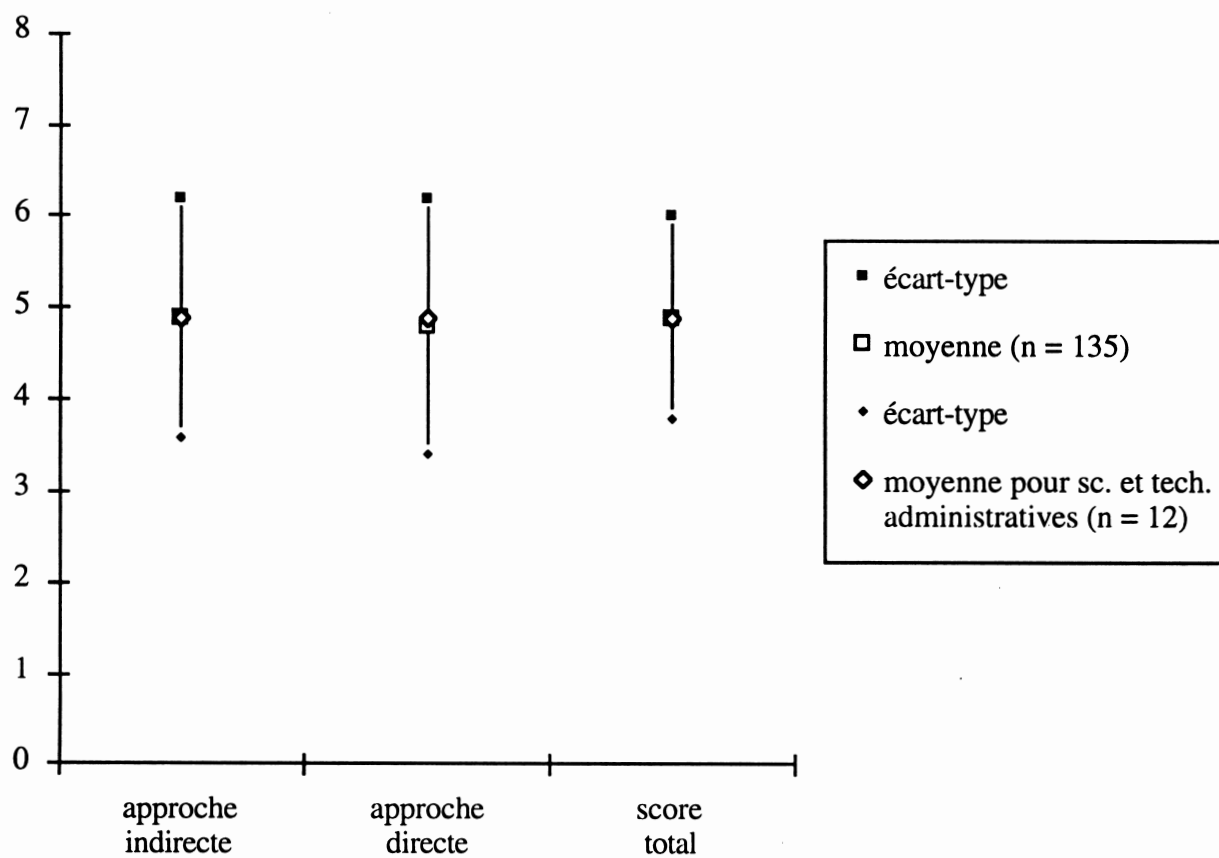 8
7
6
5
4
3
2
1
0
approche
indirecte
approche
directe
score
total
écart-type
moyenne (n = 135)
écart-type
moyenne pour sc. et tech.
administratives (n = 12)